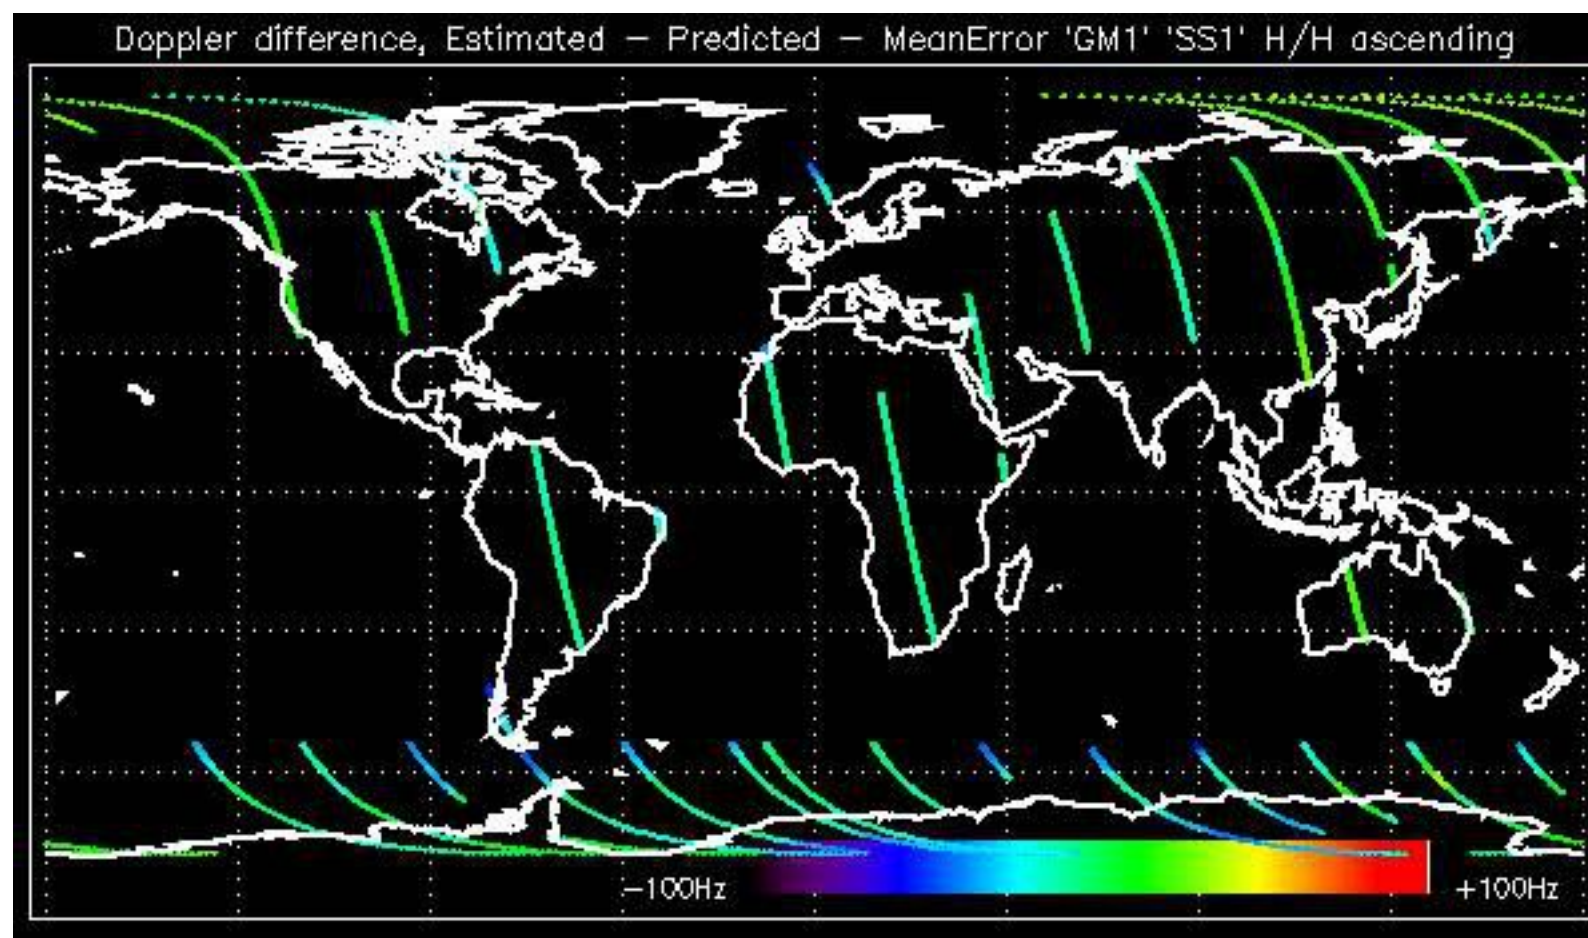 Doppler difference, Estimated – Predicted – MeanError 'GM1' 'SS1' H/H ascending
–100Hz +100Hz